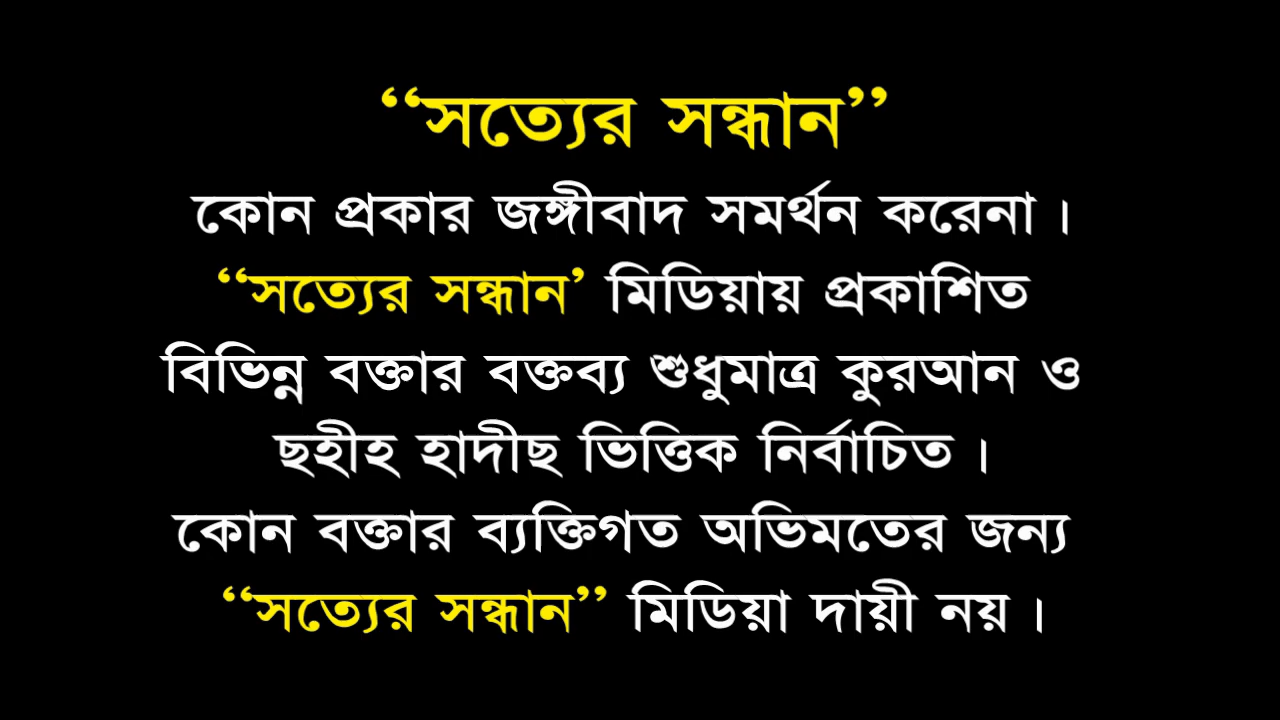 ‘‘সত্যের সন্ধান’’
কোন প্রকার জঙ্গীবাদ সমর্থন করেনা।
‘‘সত্যের সন্ধান’ মিডিয়ায় প্রকাশিত
বিভিন্ন বক্তার বক্তব্য শুধুমাত্র কুরআন ও
ছহীহ হাদীছ ভিত্তিক নির্বাচিত।
কোন বক্তার ব্যক্তিগত অভিমতের জন্য
‘‘সত্যের সন্ধান’’ মিডিয়া দায়ী নয়।